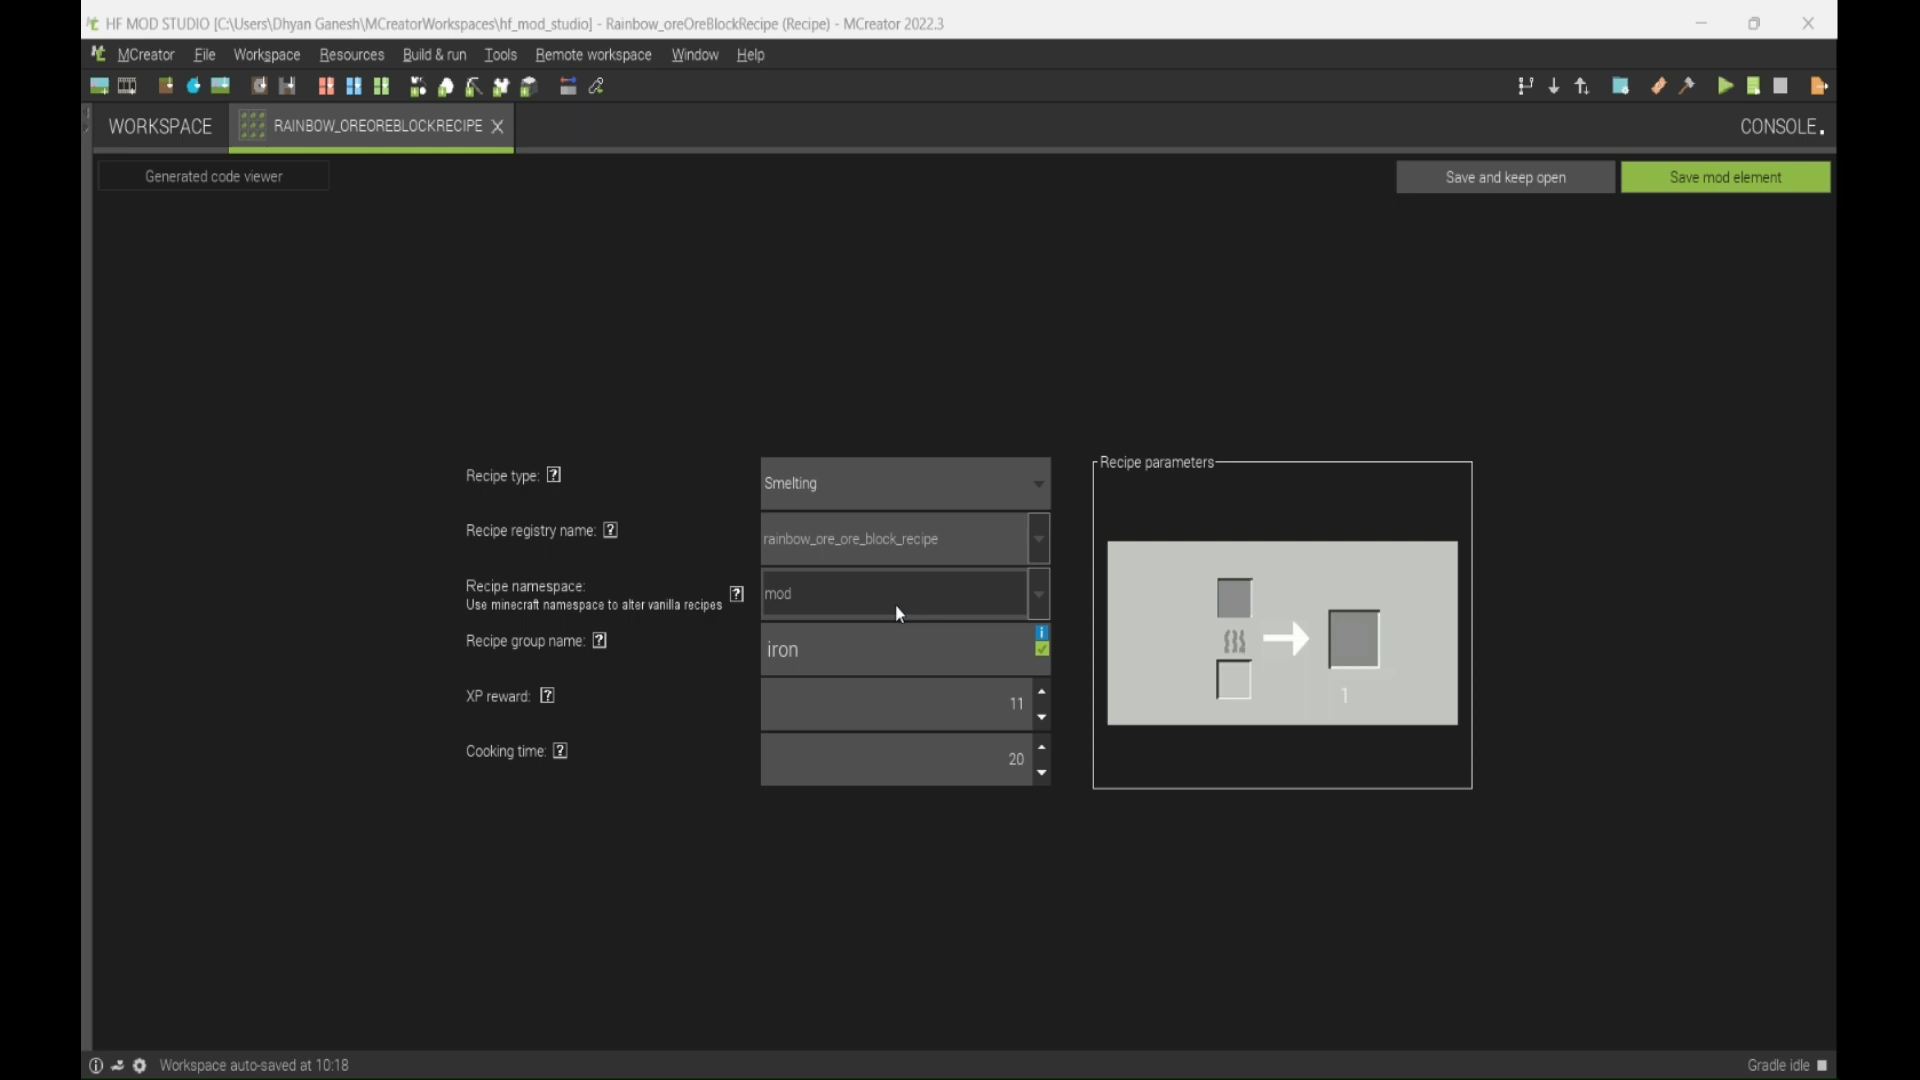 HF MOD STUDIO [C:\Users\Dhyan Ganesh\MCreatorWorkspaces\hf_mod_studio] - Rainbow_oreOreBlockRecipe (Recipe) - MCreator 2022.3
MCreator File Workspace Resources Build & run Tools Remote workspace Window Help
WORKSPACE RAINBOW_OREOREBLOCKRECIPE CONSOLE.
Generated code viewer Save and keep open Save mod element
Recipe type: ? Smelting
Recipe registry name: ? rainbow_ore_ore_block_recipe
Recipe namespace:
Use minecraft namespace to alter vanilla recipes ? mod
Recipe group name: ? iron
XP reward: ? 11
Cooking time: ? 20
Recipe parameters
1
Workspace auto-saved at 10:18 Gradle idle